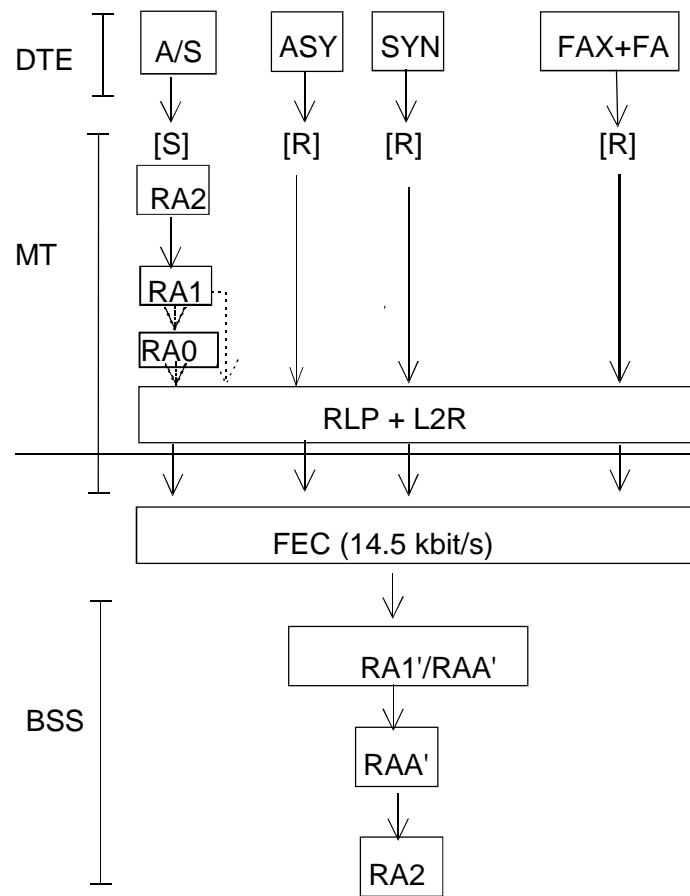 DTE A/S ASY SYN FAX+FA
[S] [R] [R] [R]
RA2
MT
RA1
RA0
RLP + L2R
FEC (14.5 kbit/s)
RA1'/RAA'
BSS
RAA'
RA2